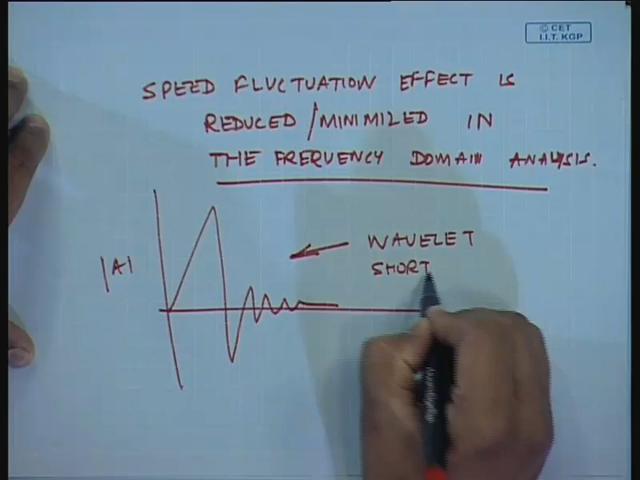 © CET
I.I.T. KGP
SPEED FLUCTUATION EFFECT IS
REDUCED/MINIMIZED IN
THE FREQUENCY DOMAIN ANALYSIS.
WAVELET
SHORT
|A|